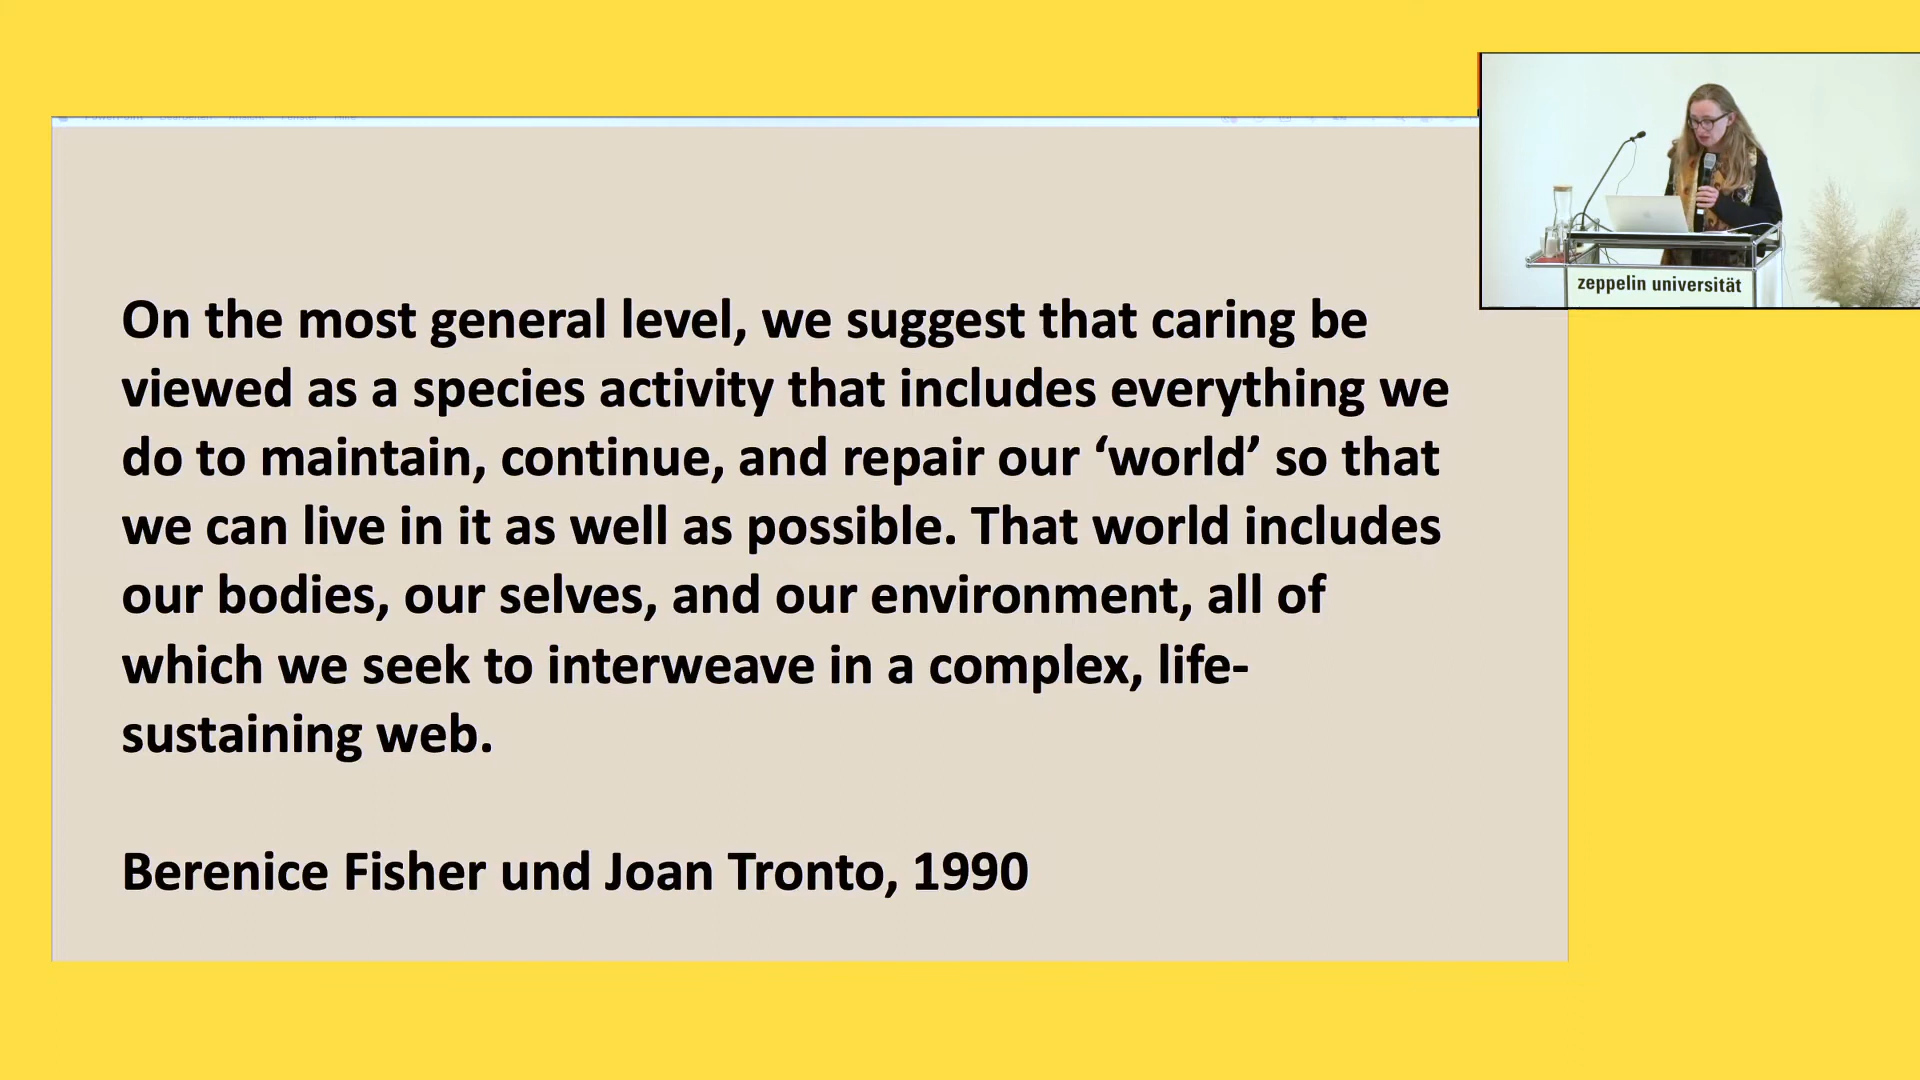 On the most general level, we suggest that caring be
viewed as a species activity that includes everything we
do to maintain, continue, and repair our ‘world’ so that
we can live in it as well as possible. That world includes
our bodies, our selves, and our environment, all of
which we seek to interweave in a complex, life-
sustaining web.
Berenice Fisher und Joan Tronto, 1990
zeppelin universität